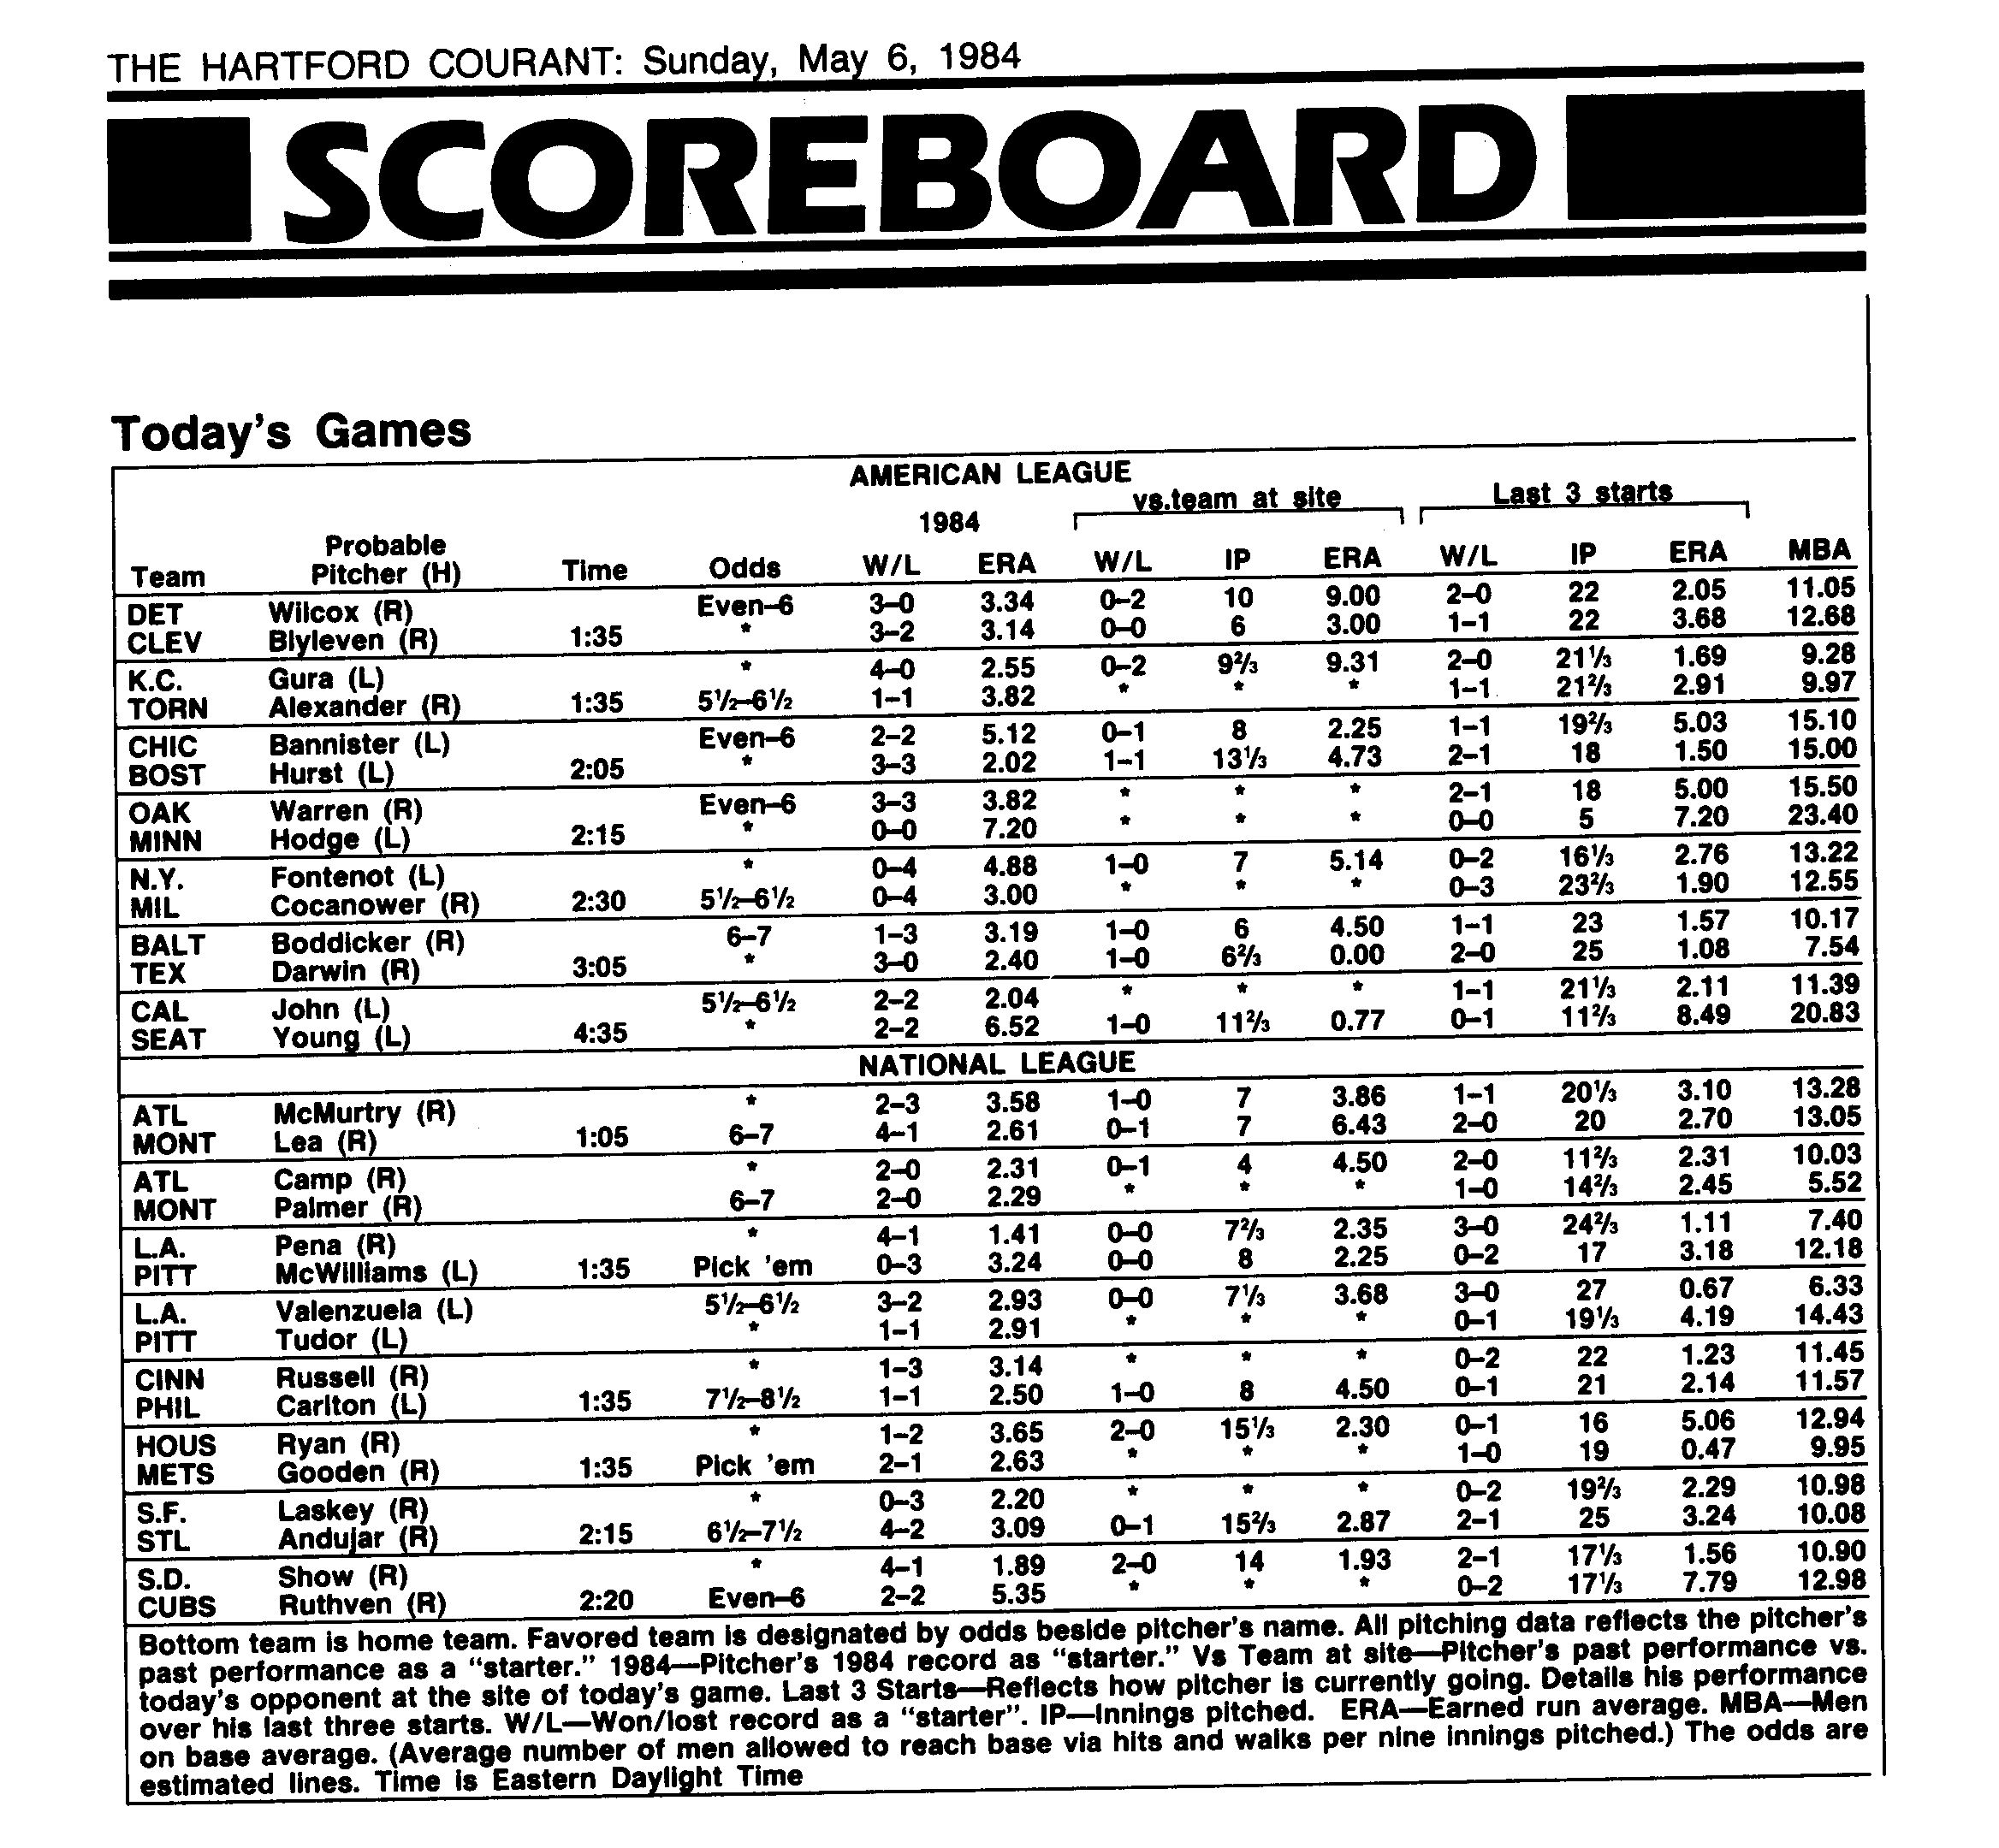 THE HARTFORD COURANT: Sunday, May 6, 1984
SCOREBOARD
Today's Games
AMERICAN LEAGUE
1984 vs.team at site Last 3 starts
Probable
Team Pitcher (H) Time Odds W/L ERA W/L IP ERA W/L IP ERA MBA
DET Wilcox (R) Even–6 3–0 3.34 0–2 10 9.00 2–0 22 2.05 11.05
CLEV Blyleven (R) 1:35 * 3–2 3.14 0–0 6 3.00 1–1 22 3.68 12.68
K.C. Gura (L) * 4–0 2.55 0–2 9⅔ 9.31 2–0 21⅓ 1.69 9.28
TORN Alexander (R) 1:35 5½–6½ 1–1 3.82 * * * 1–1 21⅔ 2.91 9.97
CHIC Bannister (L) Even–6 2–2 5.12 0–1 8 2.25 1–1 19⅔ 5.03 15.10
BOST Hurst (L) 2:05 * 3–3 2.02 1–1 13⅓ 4.73 2–1 18 1.50 15.00
OAK Warren (R) Even–6 3–3 3.82 * * * 2–1 18 5.00 15.50
MINN Hodge (L) 2:15 * 0–0 7.20 * * * 0–0 5 7.20 23.40
N.Y. Fontenot (L) * 0–4 4.88 1–0 7 5.14 0–2 16⅓ 2.76 13.22
MIL Cocanower (R) 2:30 5½–6½ 0–4 3.00 * * * 0–3 23⅔ 1.90 12.55
BALT Boddicker (R) 6–7 1–3 3.19 1–0 6 4.50 1–1 23 1.57 10.17
TEX Darwin (R) 3:05 * 3–0 2.40 1–0 6⅔ 0.00 2–0 25 1.08 7.54
CAL John (L) 5½–6½ 2–2 2.04 * * * 1–1 21⅓ 2.11 11.39
SEAT Young (L) 4:35 * 2–2 6.52 1–0 11⅔ 0.77 0–1 11⅔ 8.49 20.83
NATIONAL LEAGUE
ATL McMurtry (R) * 2–3 3.58 1–0 7 3.86 1–1 20⅓ 3.10 13.28
MONT Lea (R) 1:05 6–7 4–1 2.61 0–1 7 6.43 2–0 20 2.70 13.05
ATL Camp (R) * 2–0 2.31 0–1 4 4.50 2–0 11⅔ 2.31 10.03
MONT Palmer (R) 6–7 2–0 2.29 * * * 1–0 14⅔ 2.45 5.52
L.A. Pena (R) * 4–1 1.41 0–0 7⅔ 2.35 3–0 24⅔ 1.11 7.40
PITT McWilliams (L) 1:35 Pick 'em 0–3 3.24 0–0 8 2.25 0–2 17 3.18 12.18
L.A. Valenzuela (L) 5½–6½ 3–2 2.93 0–0 7⅓ 3.68 3–0 27 0.67 6.33
PITT Tudor (L) * 1–1 2.91 * * * 0–1 19⅓ 4.19 14.43
CINN Russell (R) * 1–3 3.14 * * * 0–2 22 1.23 11.45
PHIL Carlton (L) 1:35 7½–8½ 1–1 2.50 1–0 8 4.50 0–1 21 2.14 11.57
HOUS Ryan (R) * 1–2 3.65 2–0 15⅓ 2.30 0–1 16 5.06 12.94
METS Gooden (R) 1:35 Pick 'em 2–1 2.63 * * * 1–0 19 0.47 9.95
S.F. Laskey (R) * 0–3 2.20 * * * 0–2 19⅔ 2.29 10.98
STL Andujar (R) 2:15 6½–7½ 4–2 3.09 0–1 15⅔ 2.87 2–1 25 3.24 10.08
S.D. Show (R) * 4–1 1.89 2–0 14 1.93 2–1 17⅓ 1.56 10.90
CUBS Ruthven (R) 2:20 Even–6 2–2 5.35 * * * 0–2 17⅓ 7.79 12.98
Bottom team is home team. Favored team is designated by odds beside pitcher's name. All pitching data reflects the pitcher's
past performance as a "starter." 1984—Pitcher's 1984 record as "starter." Vs Team at site—Pitcher's past performance vs.
today's opponent at the site of today's game. Last 3 Starts—Reflects how pitcher is currently going. Details his performance
over his last three starts. W/L—Won/lost record as a "starter". IP—Innings pitched. ERA—Earned run average. MBA—Men
on base average. (Average number of men allowed to reach base via hits and walks per nine innings pitched.) The odds are
estimated lines. Time is Eastern Daylight Time